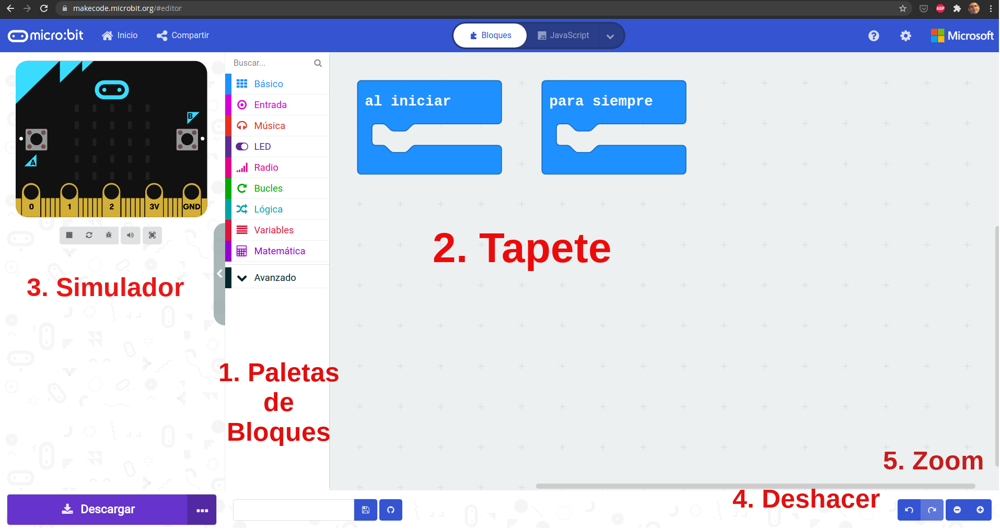 makecode.microbit.org/#editor
ABP
micro:bit
Inicio
Compartir
Bloques
JS JavaScript
?
Microsoft
Buscar...
Básico
Entrada
Música
LED
Radio
Bucles
Lógica
Variables
Matemática
Avanzado
B
A
0 1 2 3V GND
al iniciar
para siempre
2. Tapete
3. Simulador
1. Paletas
de
Bloques
5. Zoom
4. Deshacer
Descargar